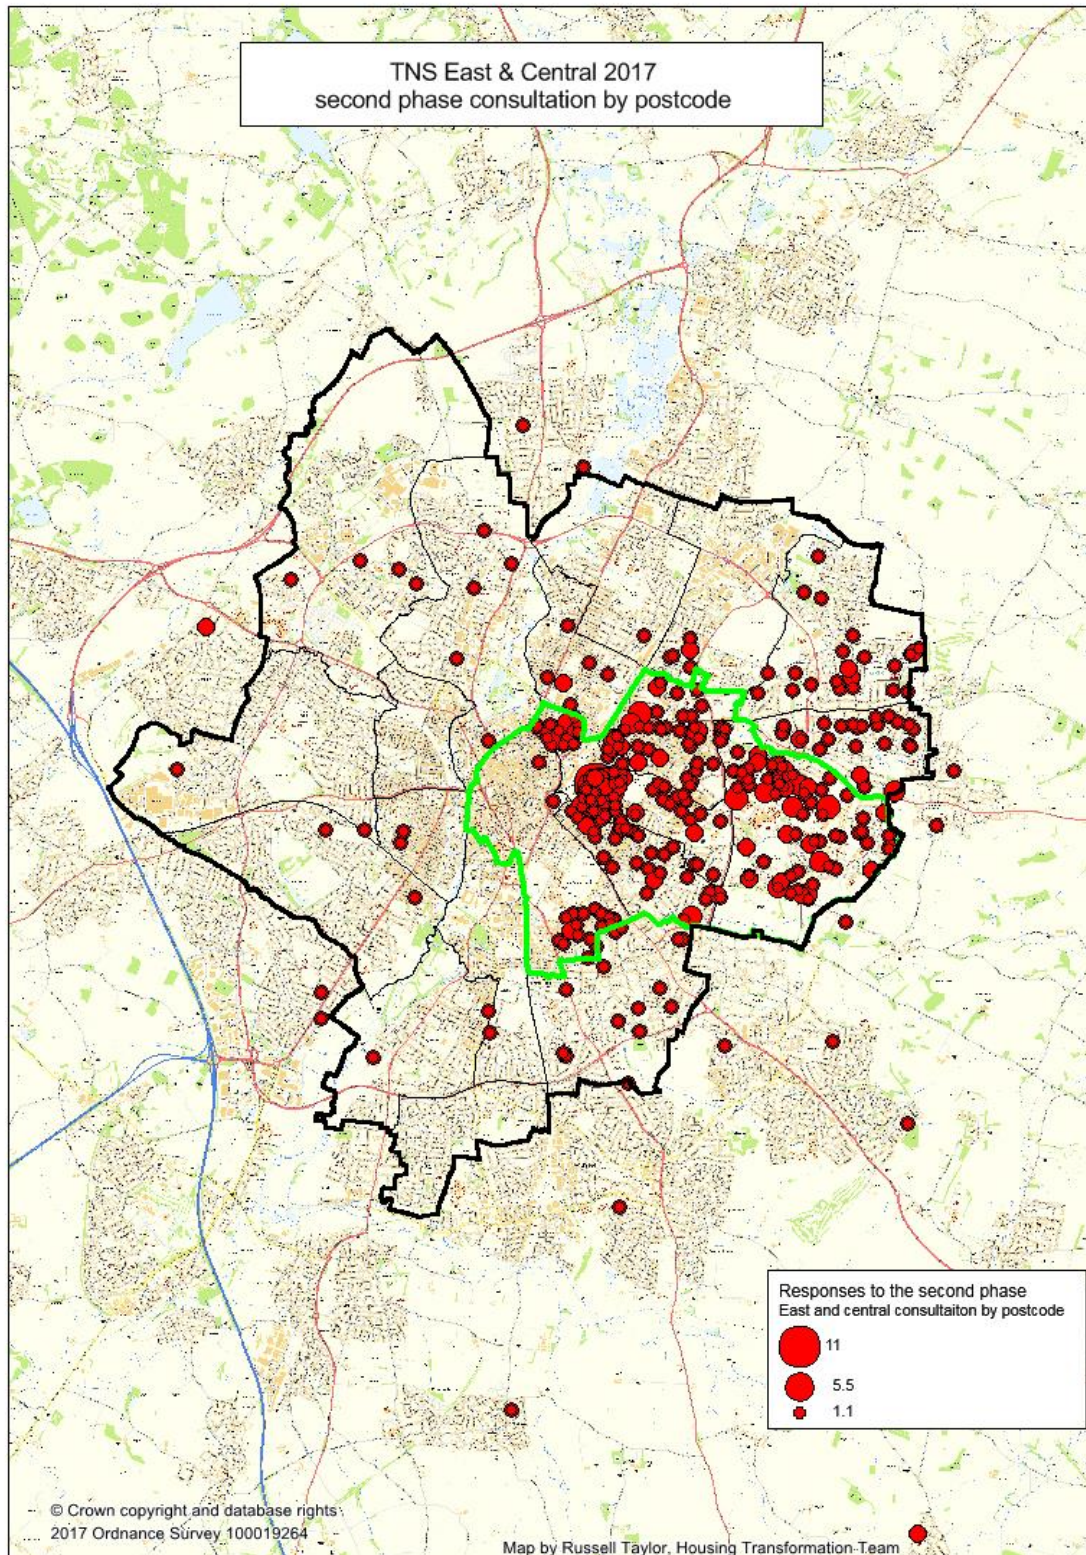 TNS East & Central 2017
second phase consultation by postcode
Responses to the second phase
East and central consultaiton by postcode
11
5.5
1.1
© Crown copyright and database rights
2017 Ordnance Survey 100019264
Map by Russell Taylor, Housing Transformation Team